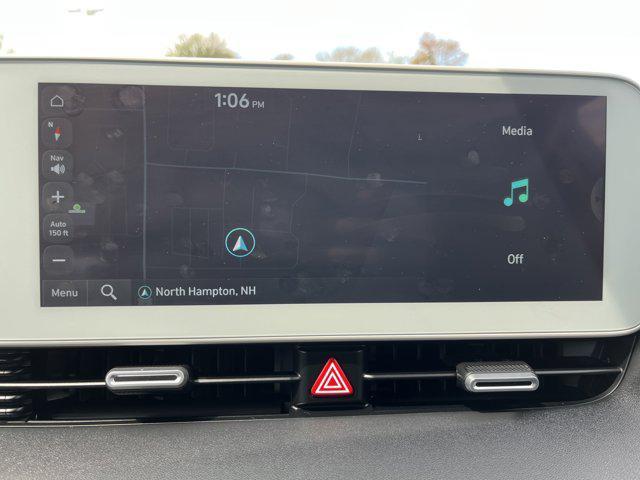 1:06 PM
N
Nav
Media
Auto
150 ft
Off
Menu
North Hampton, NH